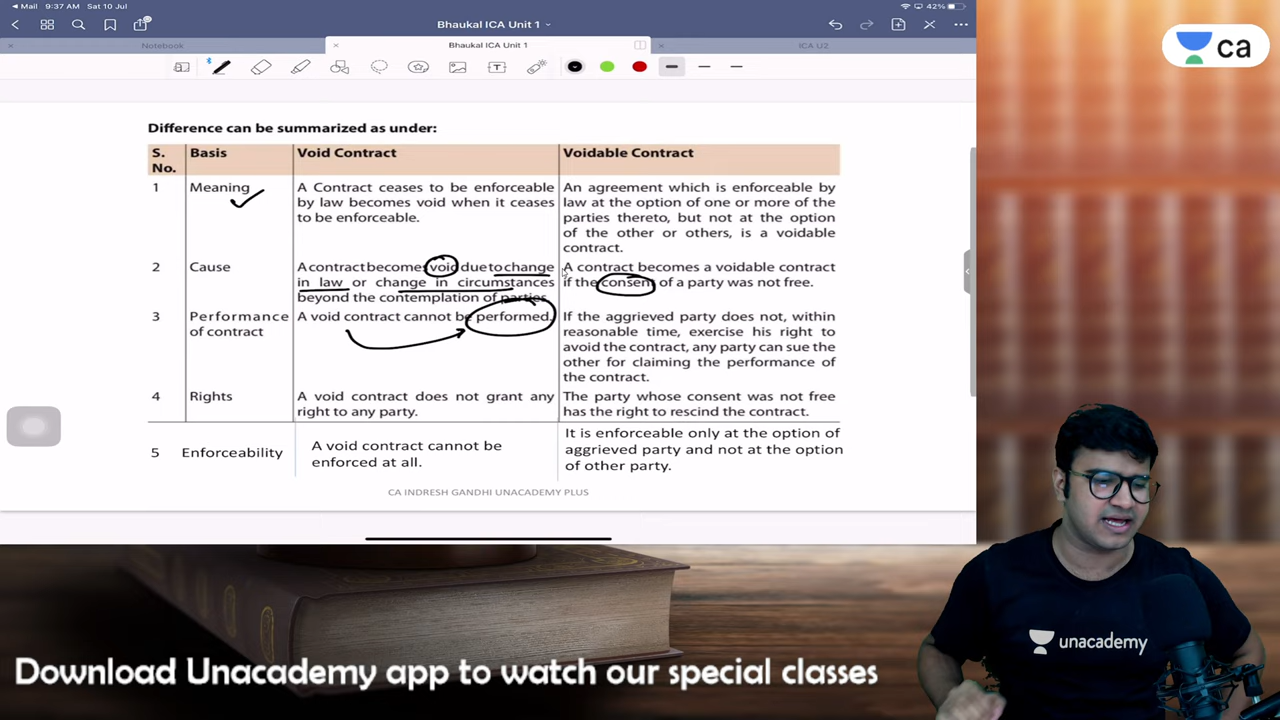 Mail 9:37 AM Sat 10 Jul
42%
Bhaukal ICA Unit 1
Notebook
Bhaukal ICA Unit 1
ICA U2
ca
Difference can be summarized as under:
S. No.
Basis
Void Contract
Voidable Contract
1
Meaning
A Contract ceases to be enforceable
by law becomes void when it ceases
to be enforceable.
An agreement which is enforceable by
law at the option of one or more of the
parties thereto, but not at the option
of the other or others, is a voidable
contract.
2
Cause
A contract becomes void due to change
in law or change in circumstances
beyond the contemplation of parties.
A contract becomes a voidable contract
if the consent of a party was not free.
3
Performance
of contract
A void contract cannot be performed.
If the aggrieved party does not, within
reasonable time, exercise his right to
avoid the contract, any party can sue the
other for claiming the performance of
the contract.
4
Rights
A void contract does not grant any
right to any party.
The party whose consent was not free
has the right to rescind the contract.
5
Enforceability
A void contract cannot be
enforced at all.
It is enforceable only at the option of
aggrieved party and not at the option
of other party.
CA INDRESH GANDHI UNACADEMY PLUS
unacademy
Download Unacademy app to watch our special classes